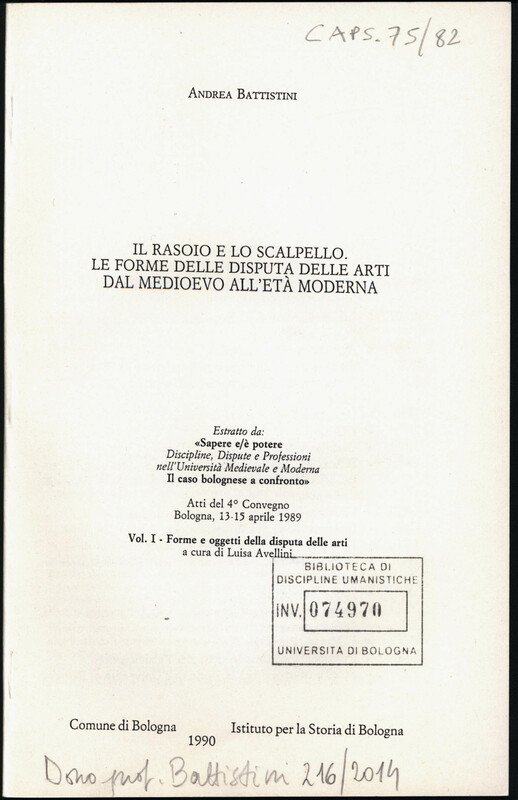 CAPS. 75/82
ANDREA BATTISTINI
IL RASOIO E LO SCALPELLO.
LE FORME DELLE DISPUTA DELLE ARTI
DAL MEDIOEVO ALL'ETÀ MODERNA
Estratto da:
«Sapere e/è potere
Discipline, Dispute e Professioni
nell'Università Medievale e Moderna
Il caso bolognese a confronto»
Atti del 4° Convegno
Bologna, 13-15 aprile 1989
Vol. I - Forme e oggetti della disputa delle arti
a cura di Luisa Avellini
BIBLIOTECA DI
DISCIPLINE UMANISTICHE
INV. 074970
UNIVERSITA DI BOLOGNA
Comune di Bologna Istituto per la Storia di Bologna
1990
Dono prof. Battistini 216/2014